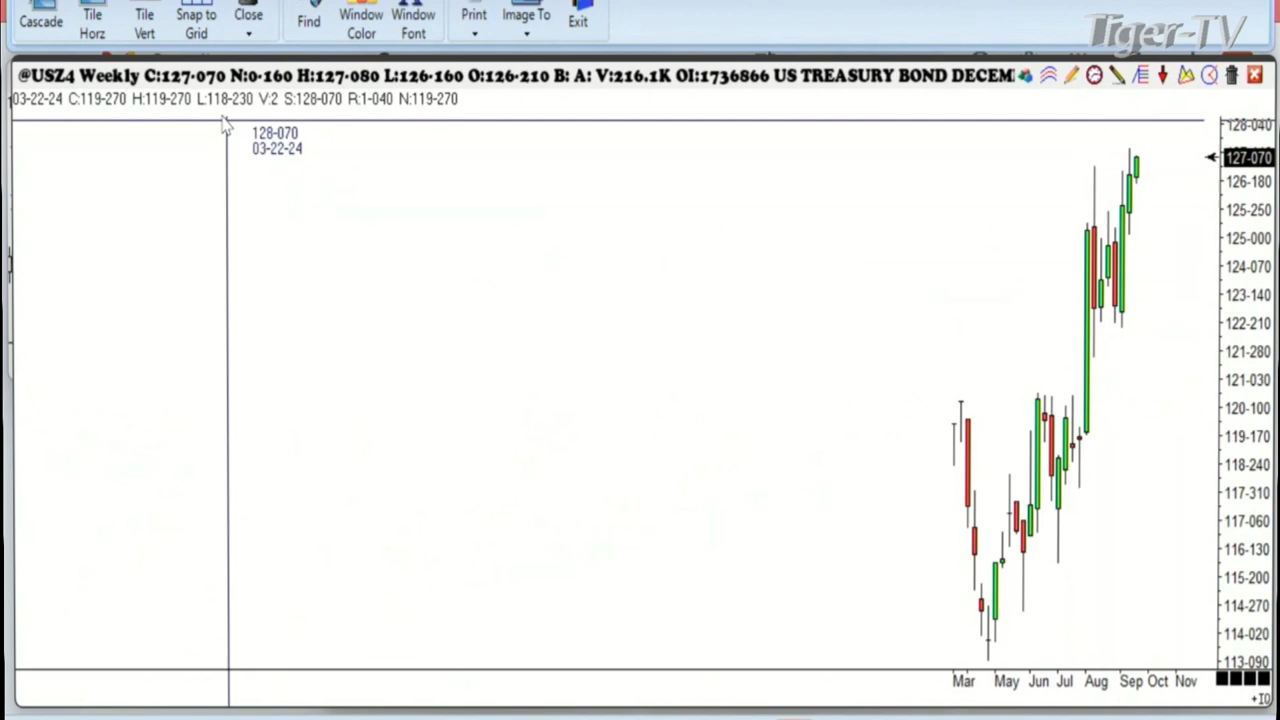 Tiger-TV
Cascade
Tile Horz
Tile Vert
Snap to Grid
Close
Find
Window Color
Window Font
Print
Image To
Exit
@USZ4 Weekly C:127-070 N:0-160 H:127-080 L:126-160 O:126-210 B: A: V:216.1K OI:1736866 US TREASURY BOND DECEM
03-22-24 C:119-270 H:119-270 L:118-230 V:2 S:128-070 R:1-040 N:119-270
128-070
03-22-24
128-040
127-070
126-180
125-250
125-000
124-070
123-140
122-210
121-280
121-030
120-100
119-170
118-240
117-310
117-060
116-130
115-200
114-270
114-020
113-090
Mar May Jun Jul Aug Sep Oct Nov
+10